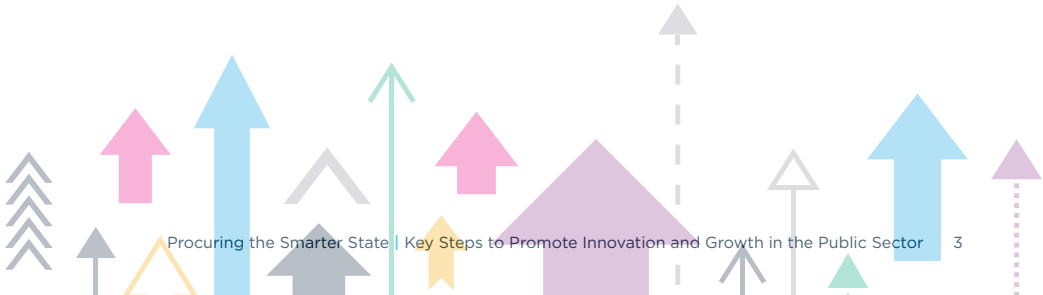 Procuring the Smarter State | Key Steps to Promote Innovation and Growth in the Public Sector 3